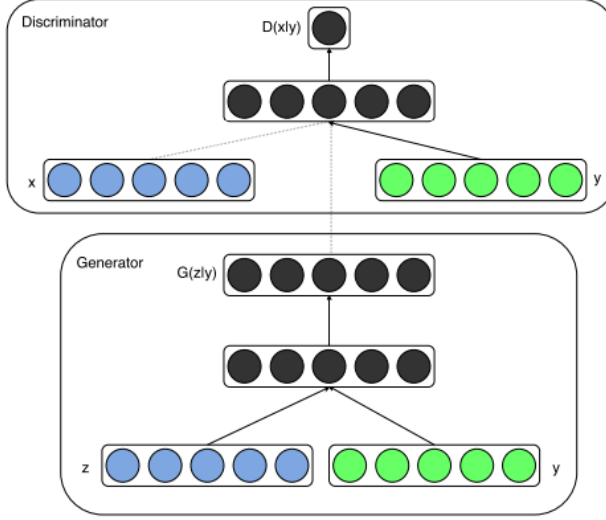 Discriminator
D(x|y)
x
y
Generator
G(z|y)
z
y